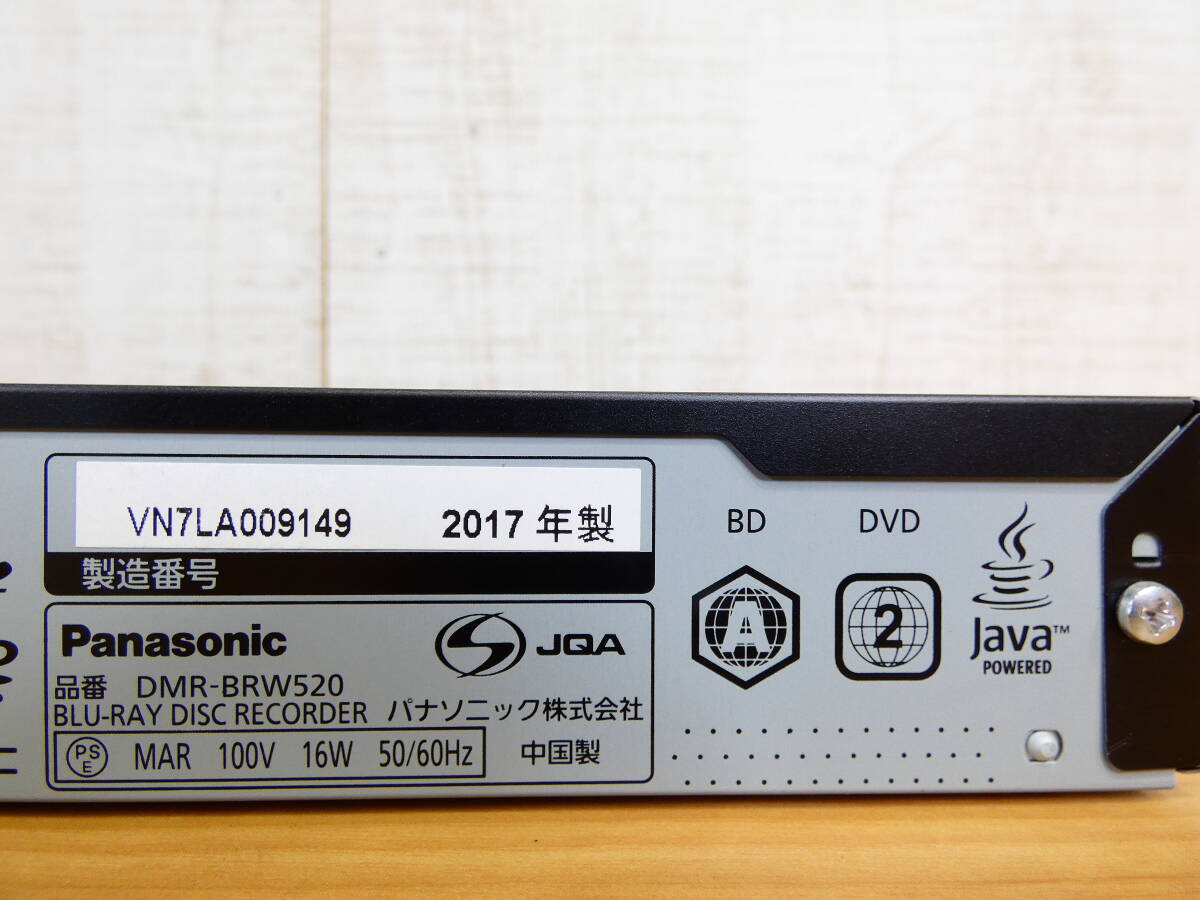 VN7LA009149 2017 年製
製造番号
Panasonic JQA
品番 DMR-BRW520
BLU-RAY DISC RECORDER パナソニック株式会社
PS E MAR 100V 16W 50/60Hz 中国製
BD DVD
A 2
Java™
POWERED